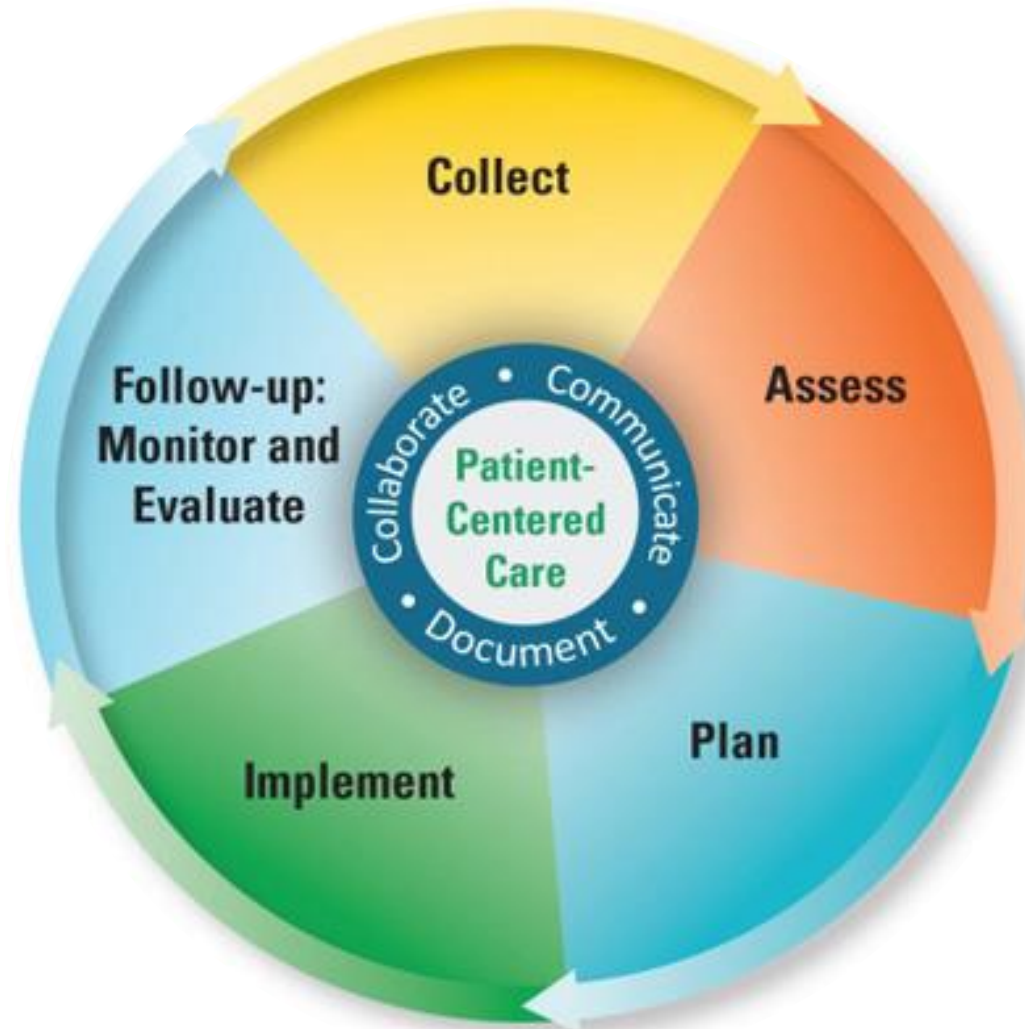 Collect
Assess
Plan
Implement
Follow-up:
Monitor and
Evaluate
Collaborate • Communicate • Document •
Patient-
Centered
Care